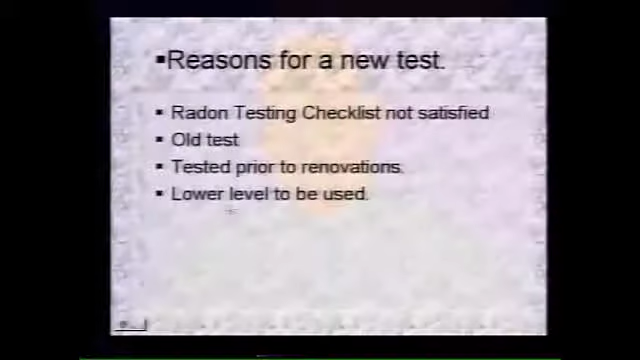 ▪Reasons for a new test.
▪ Radon Testing Checklist not satisfied
▪ Old test
▪ Tested prior to renovations.
▪ Lower level to be used.